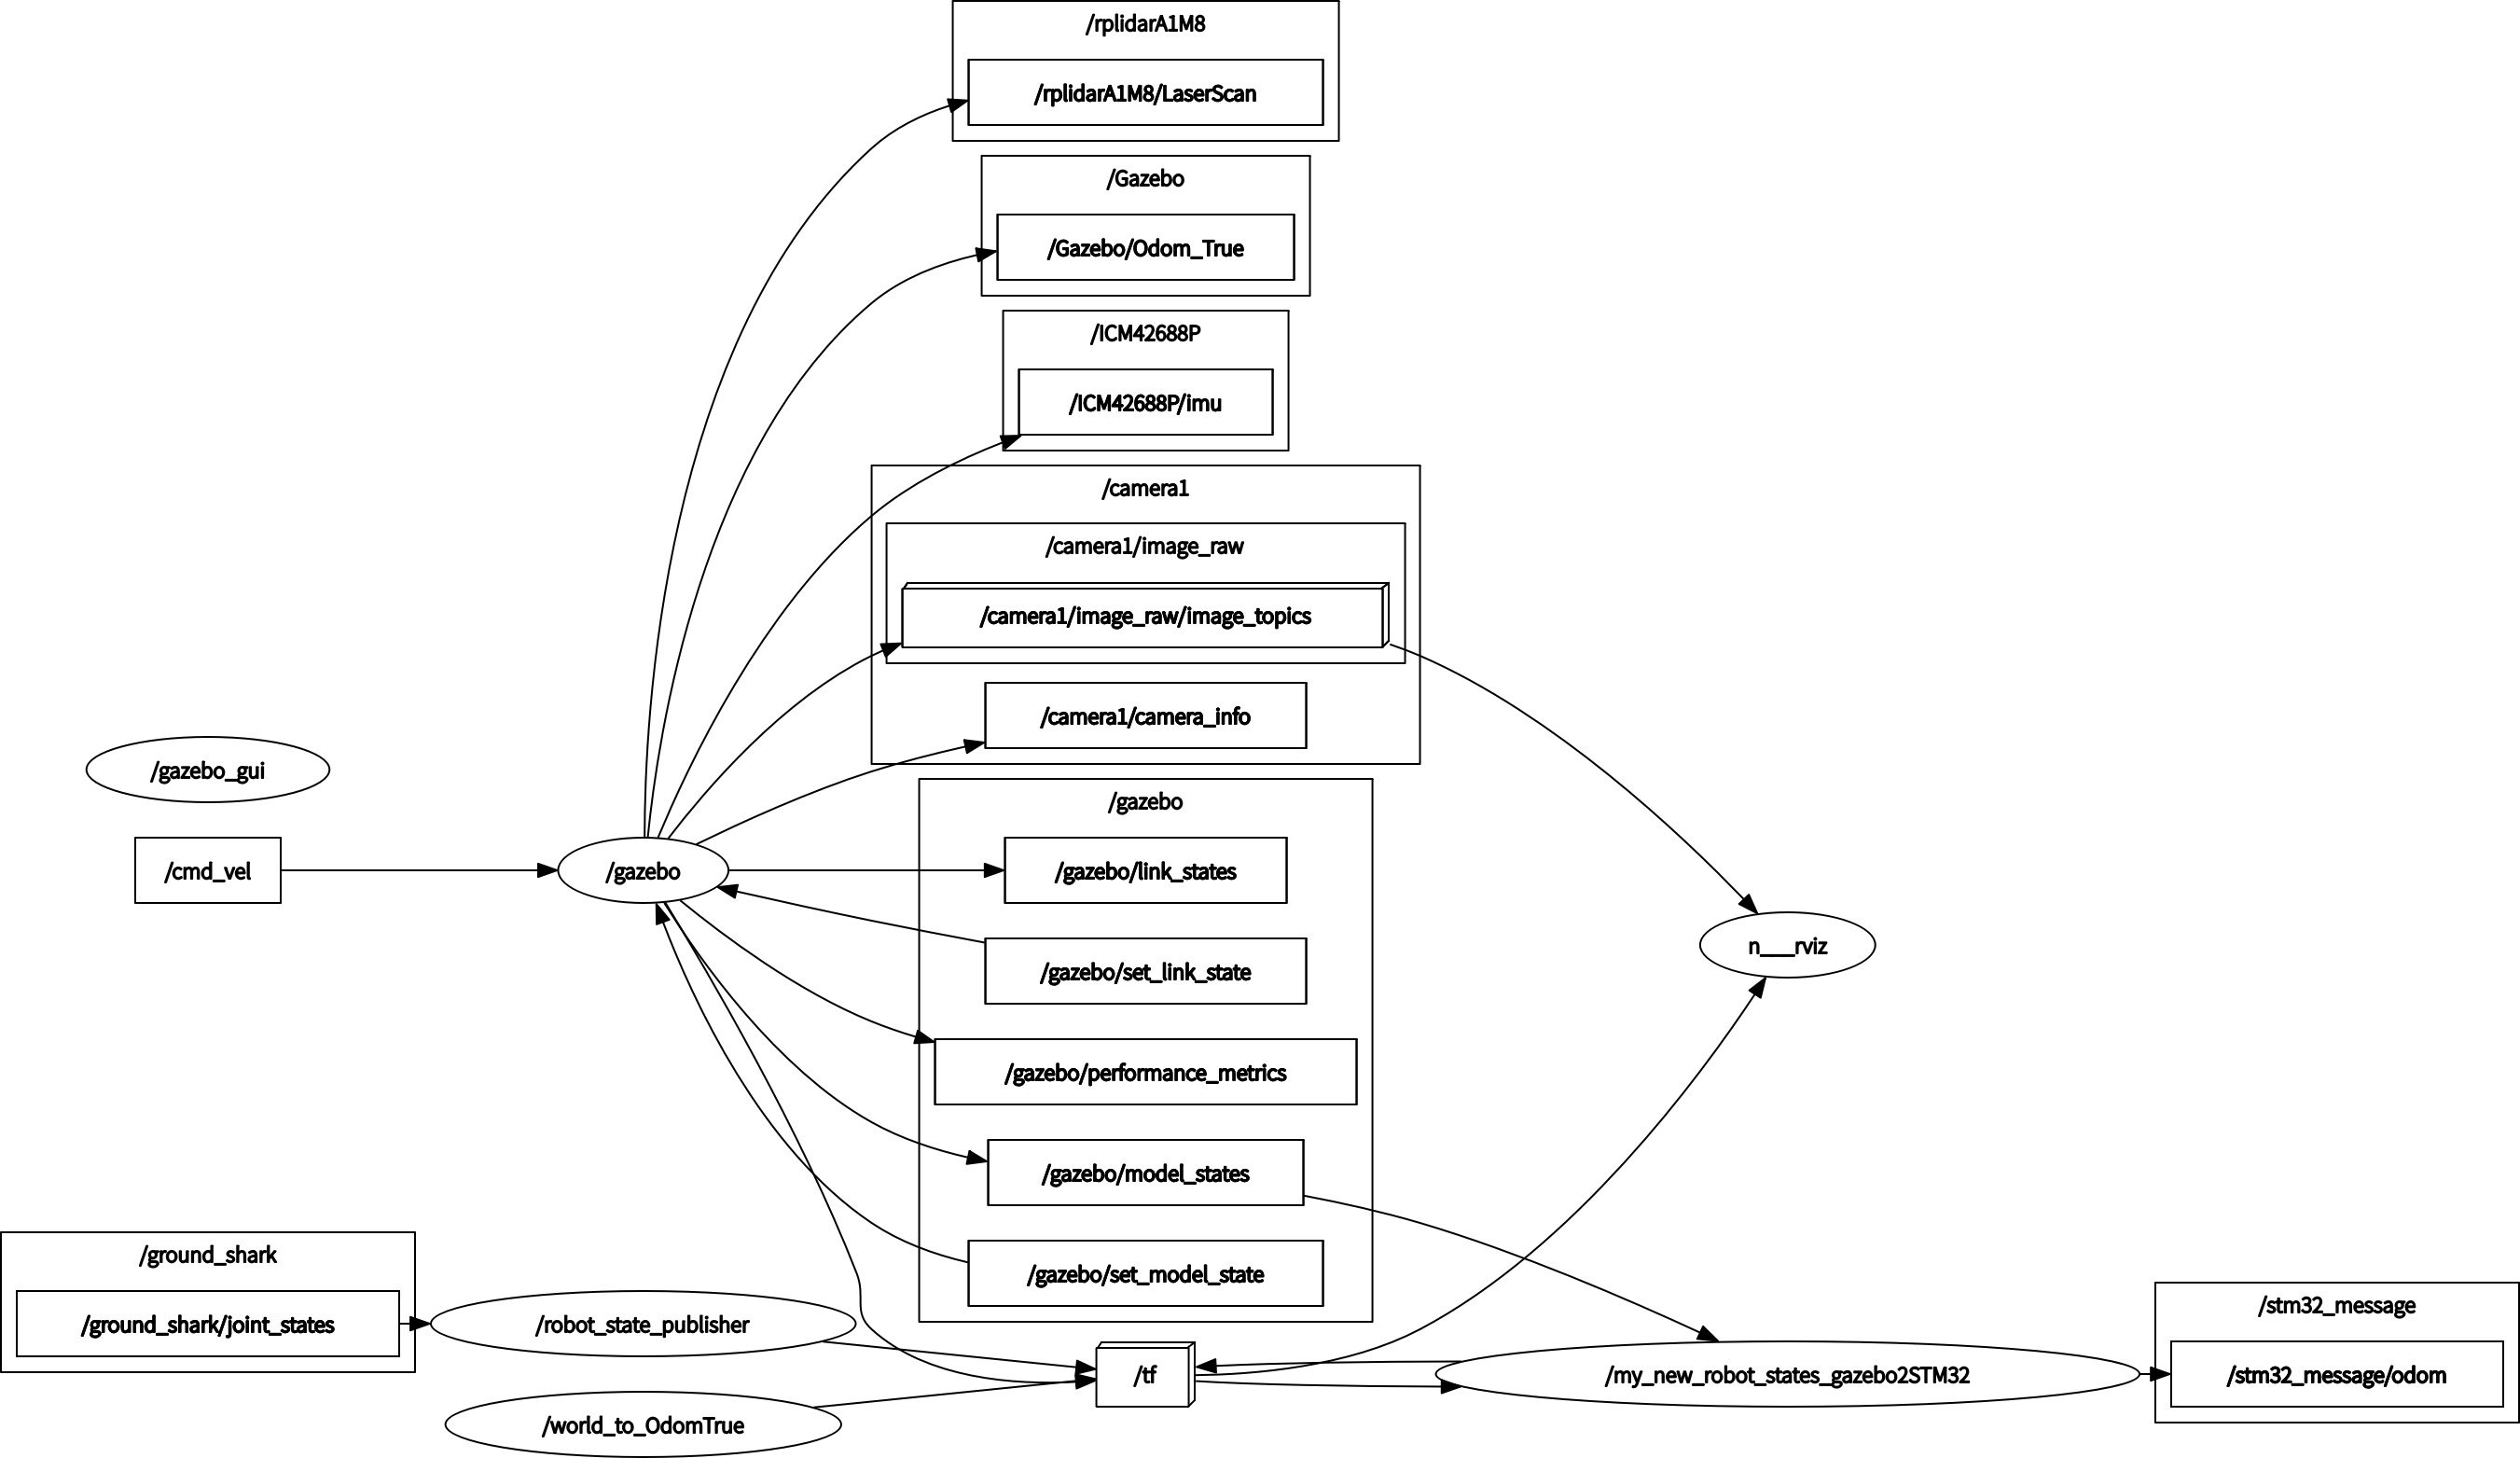 /rplidarA1M8
/rplidarA1M8/LaserScan
/Gazebo
/Gazebo/Odom_True
/ICM42688P
/ICM42688P/imu
/camera1
/camera1/image_raw
/camera1/image_raw/image_topics
/camera1/camera_info
/gazebo_gui
/cmd_vel
/gazebo
/gazebo
/gazebo/link_states
/gazebo/set_link_state
/gazebo/performance_metrics
/gazebo/model_states
/gazebo/set_model_state
n___rviz
/ground_shark
/ground_shark/joint_states
/robot_state_publisher
/world_to_OdomTrue
/tf
/my_new_robot_states_gazebo2STM32
/stm32_message
/stm32_message/odom